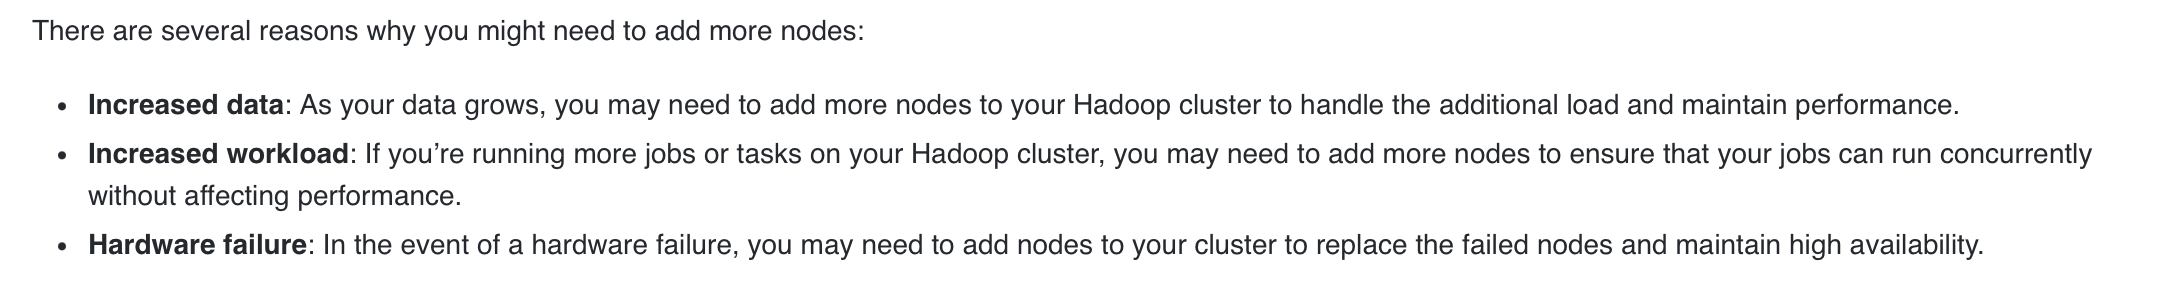 There are several reasons why you might need to add more nodes:
• Increased data: As your data grows, you may need to add more nodes to your Hadoop cluster to handle the additional load and maintain performance.
• Increased workload: If you’re running more jobs or tasks on your Hadoop cluster, you may need to add more nodes to ensure that your jobs can run concurrently
without affecting performance.
• Hardware failure: In the event of a hardware failure, you may need to add nodes to your cluster to replace the failed nodes and maintain high availability.